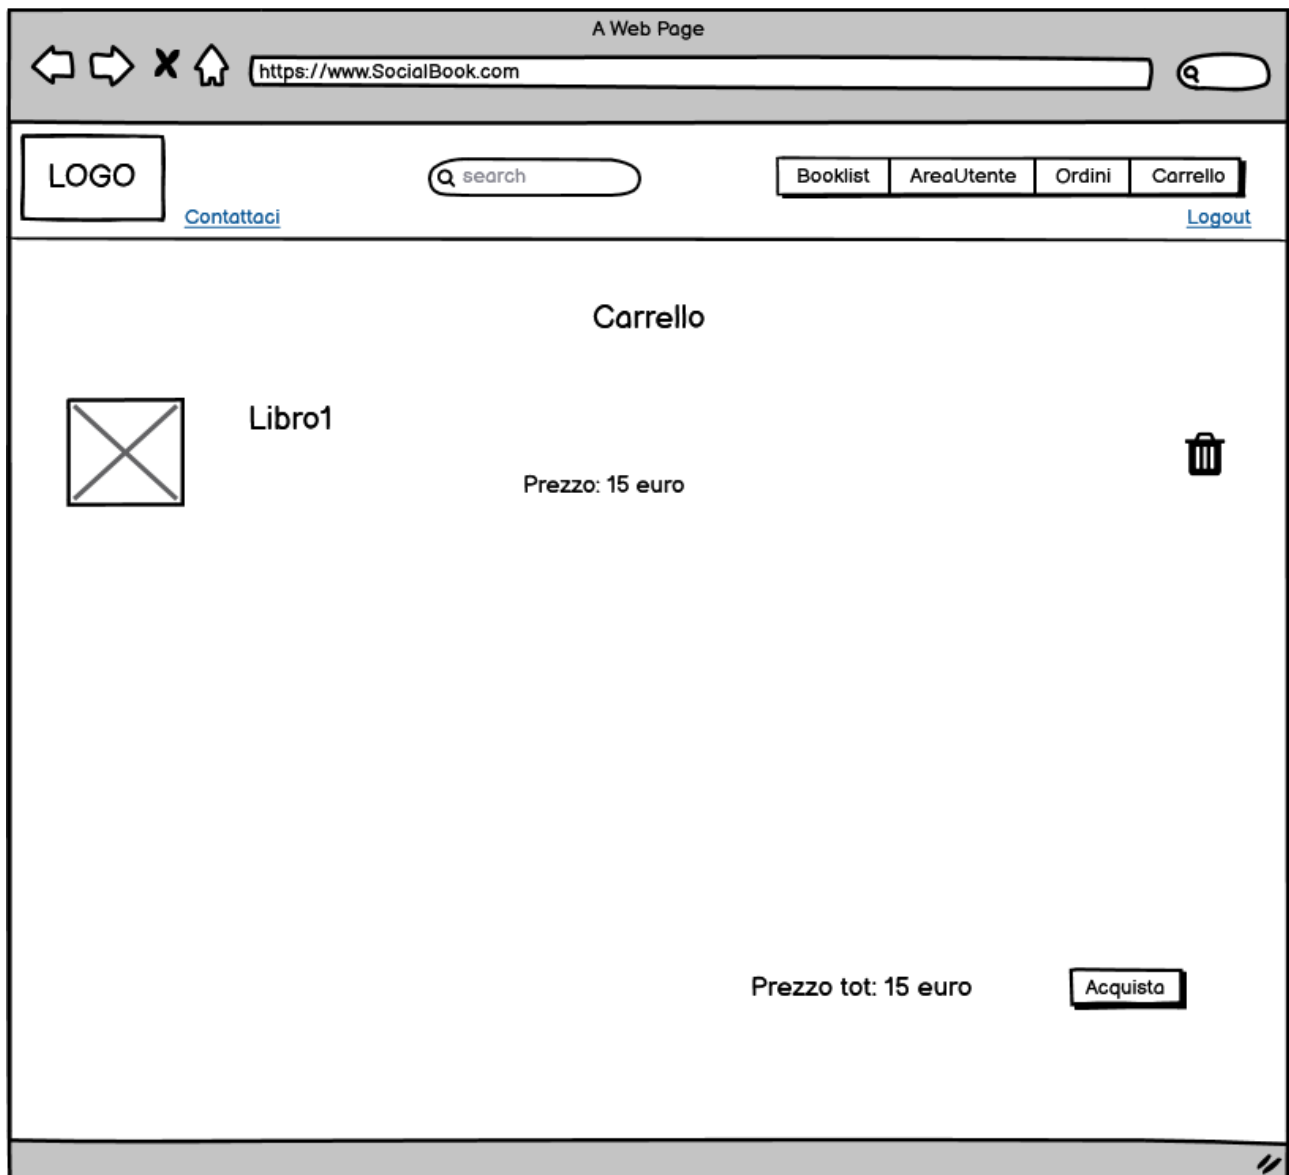 A Web Page
https://www.SocialBook.com
LOGO
search
Booklist AreaUtente Ordini Carrello
Contattaci
Logout
Carrello
Libro1
Prezzo: 15 euro
Prezzo tot: 15 euro
Acquista